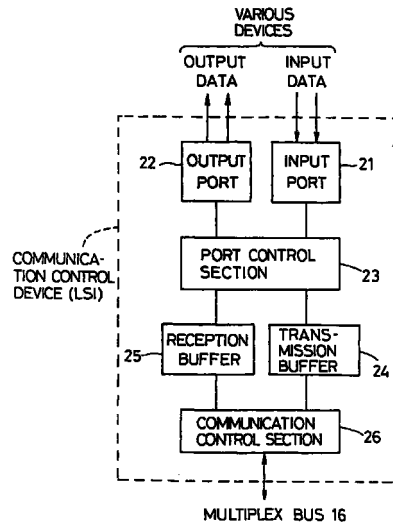 VARIOUS
DEVICES
OUTPUT
DATA
INPUT
DATA
22
OUTPUT
PORT
INPUT
PORT
21
COMMUNICA-
TION CONTROL
DEVICE (LSI)
PORT CONTROL
SECTION
23
25
RECEPTION
BUFFER
TRANS-
MISSION
BUFFER
24
COMMUNICATION
CONTROL SECTION
26
MULTIPLEX BUS 16